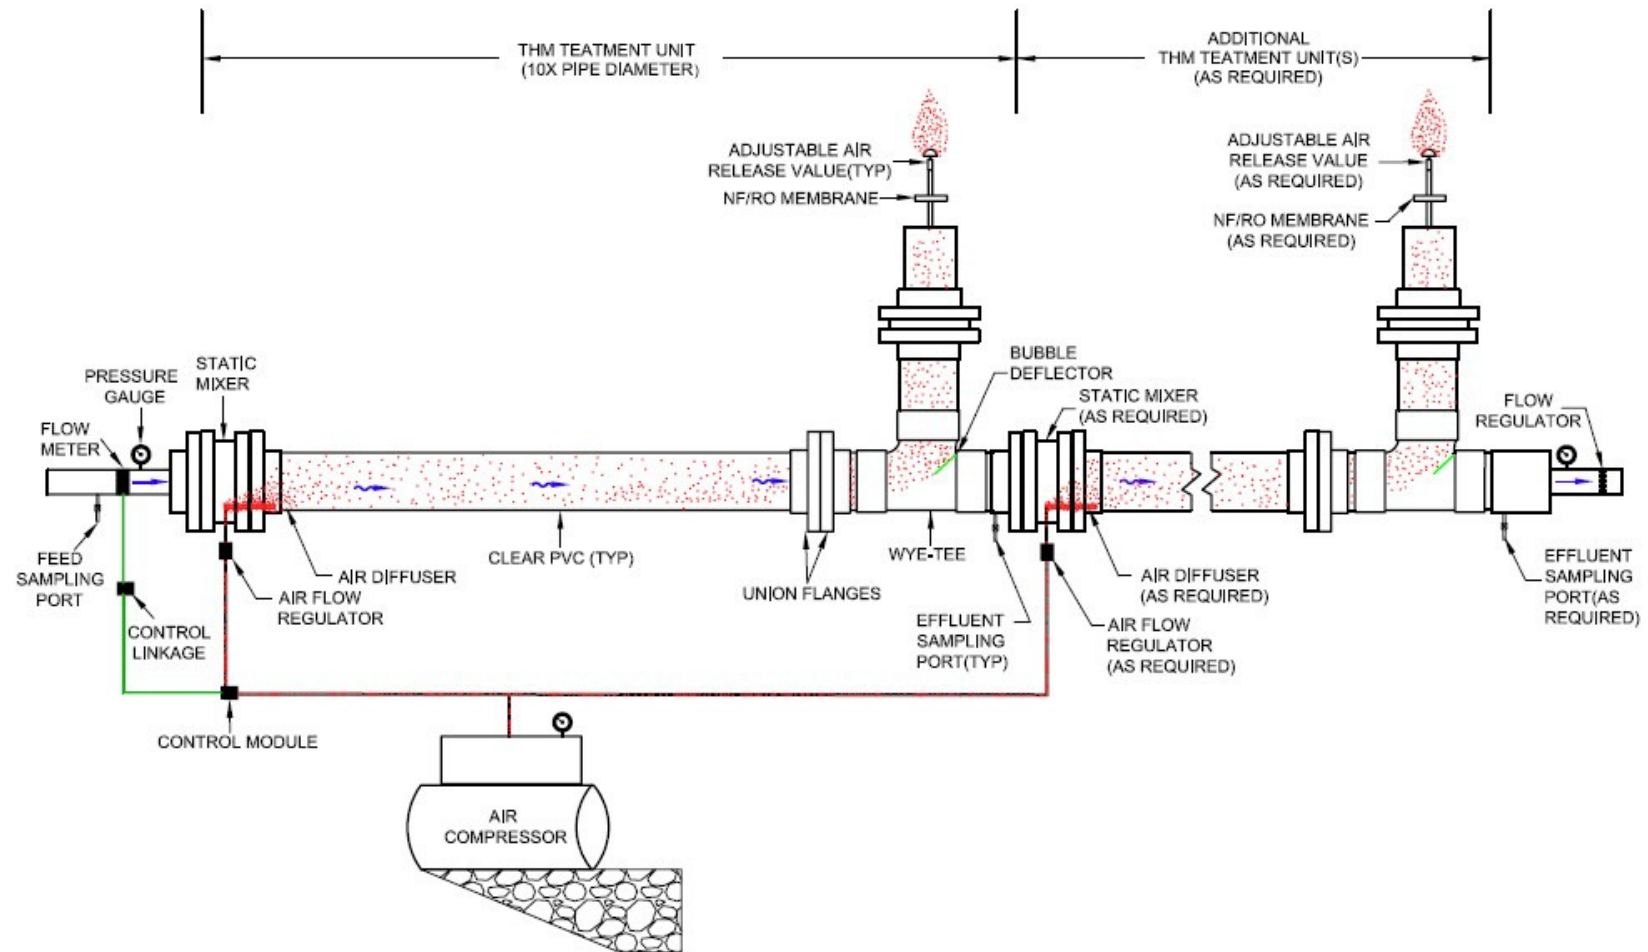 THM TEATMENT UNIT
(10X PIPE DIAMETER)
ADDITIONAL
THM TEATMENT UNIT(S)
(AS REQUIRED)
ADJUSTABLE AIR
RELEASE VALUE(TYP)
NF/RO MEMBRANE
ADJUSTABLE AIR
RELEASE VALUE
(AS REQUIRED)
NF/RO MEMBRANE
(AS REQUIRED)
STATIC
MIXER
PRESSURE
GAUGE
FLOW
METER
BUBBLE
DEFLECTOR
STATIC MIXER
(AS REQUIRED)
FLOW
REGULATOR
FEED
SAMPLING
PORT
AIR DIFFUSER
AIR FLOW
REGULATOR
CLEAR PVC (TYP)
UNION FLANGES
WYE-TEE
EFFLUENT
SAMPLING
PORT(TYP)
AIR DIFFUSER
(AS REQUIRED)
AIR FLOW
REGULATOR
(AS REQUIRED)
EFFLUENT
SAMPLING
PORT(AS
REQUIRED)
CONTROL
LINKAGE
CONTROL MODULE
AIR
COMPRESSOR